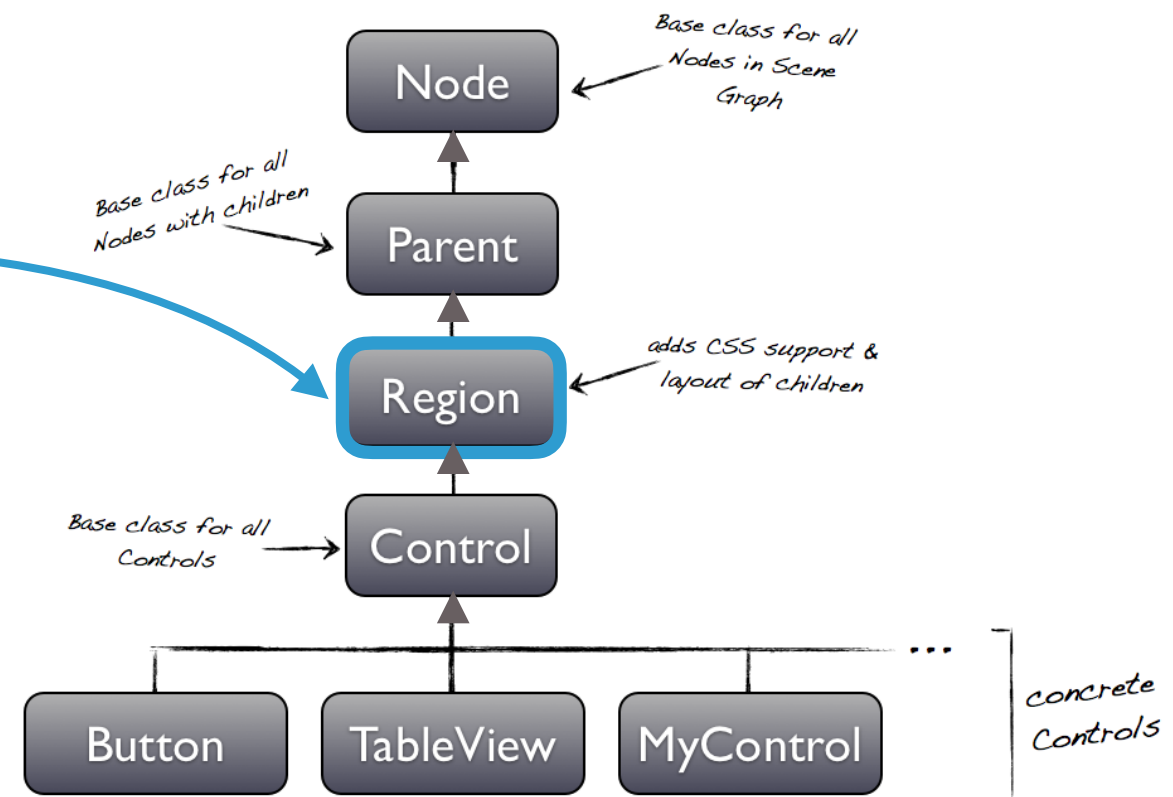 Base class for all
Nodes in Scene
Graph
Node
Base class for all
Nodes with children
Parent
adds CSS support &
layout of children
Region
Base class for all
Controls
Control
...
concrete
Controls
Button
TableView
MyControl